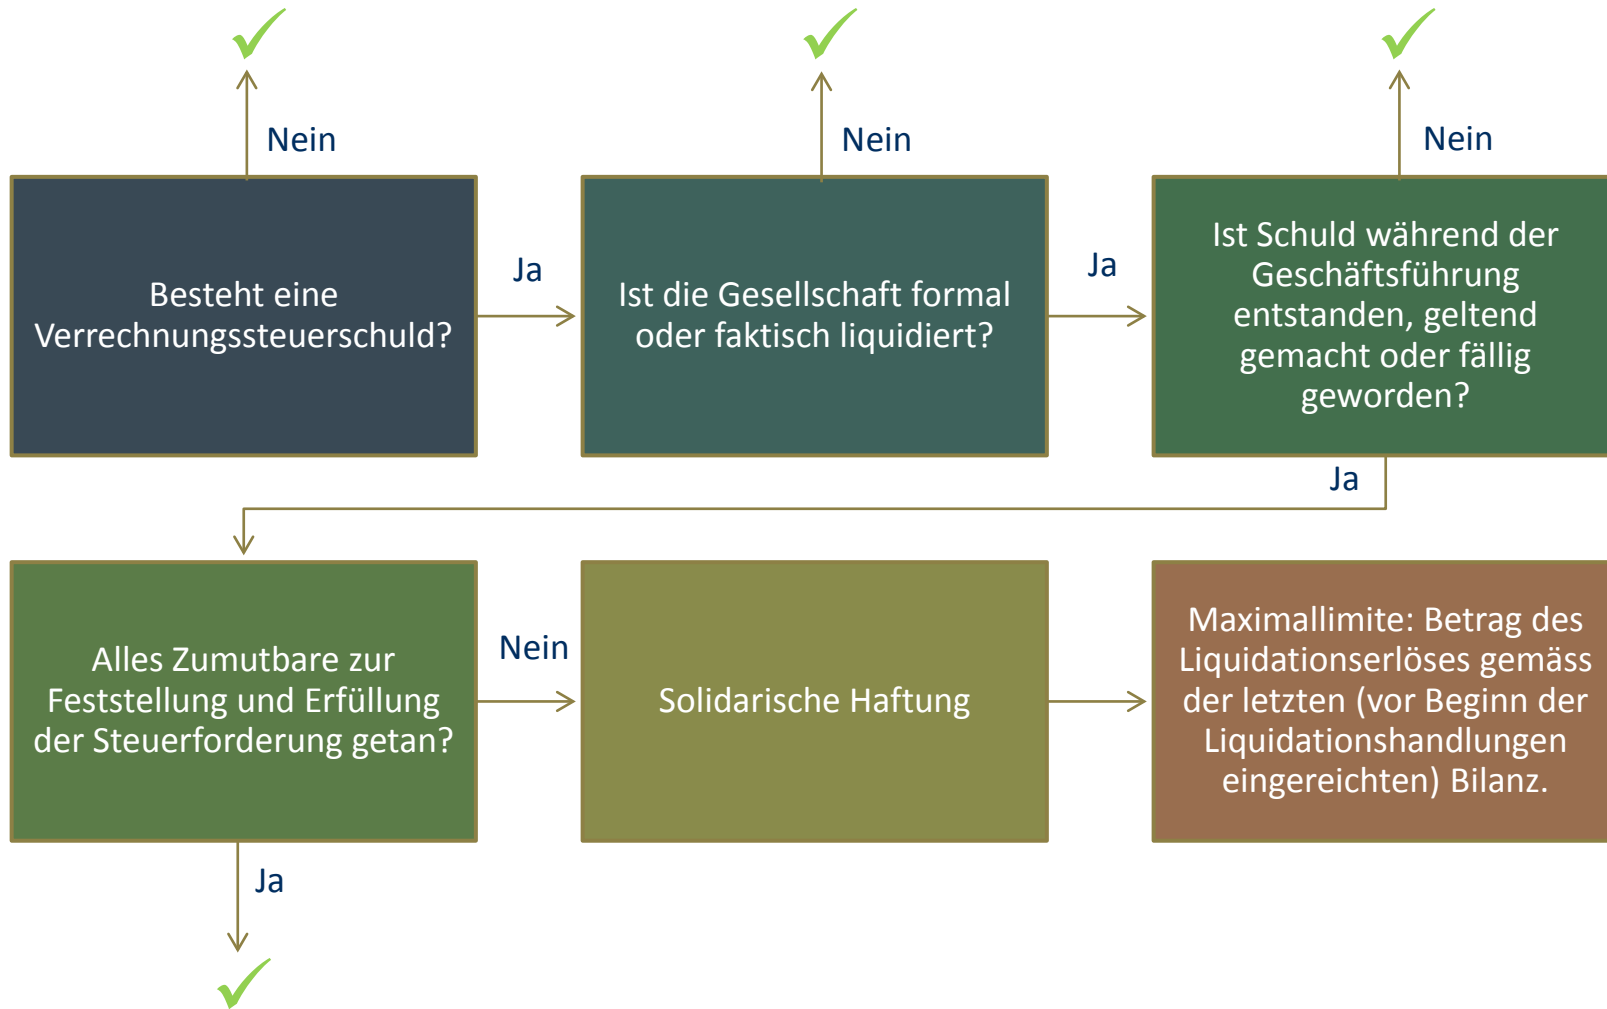 Nein
Nein
Nein
Besteht eine
Verrechnungssteuerschuld?
Ja
Ist die Gesellschaft formal
oder faktisch liquidiert?
Ja
Ist Schuld während der
Geschäftsführung
entstanden, geltend
gemacht oder fällig
geworden?
Ja
Alles Zumutbare zur
Feststellung und Erfüllung
der Steuerforderung getan?
Nein
Solidarische Haftung
Maximallimite: Betrag des
Liquidationserlöses gemäss
der letzten (vor Beginn der
Liquidationshandlungen
eingereichten) Bilanz.
Ja